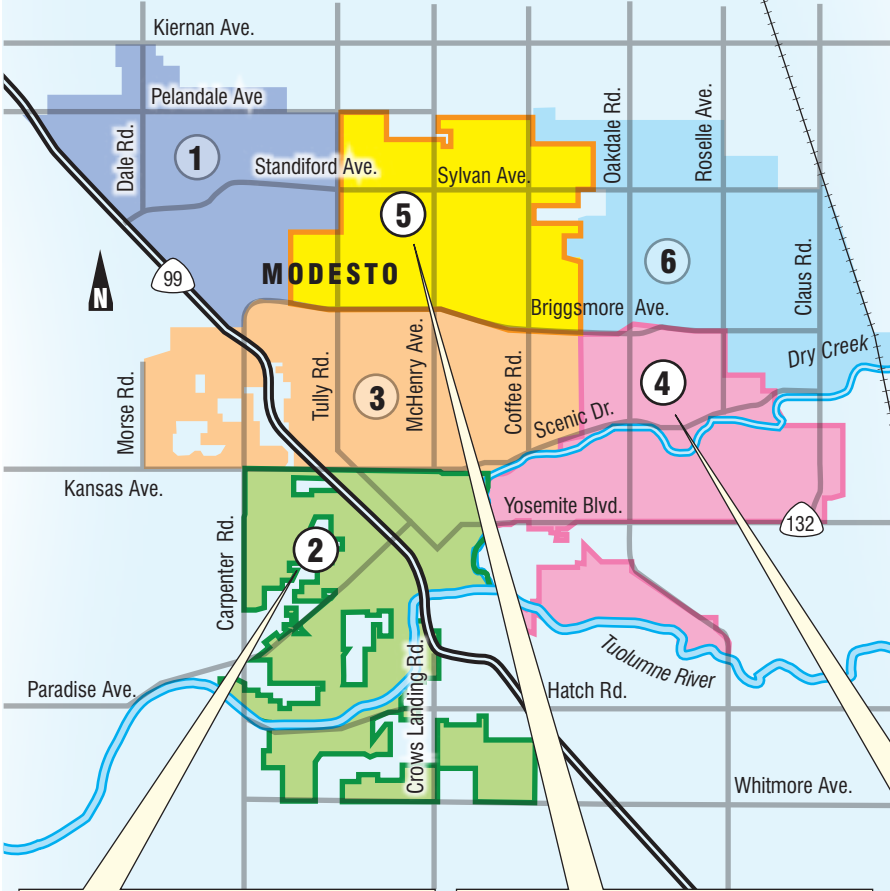 Kiernan Ave.
Pelandale Ave
Dale Rd.
1
Standiford Ave.
Sylvan Ave.
Oakdale Rd.
Roselle Ave.
5
6
MODESTO
99
N
Claus Rd.
Briggsmore Ave.
Dry Creek
Morse Rd.
Tully Rd.
3
McHenry Ave.
Coffee Rd.
4
Scenic Dr.
Kansas Ave.
Yosemite Blvd.
132
Carpenter Rd.
2
Tuolumne River
Paradise Ave.
Crows Landing Rd.
Hatch Rd.
Whitmore Ave.